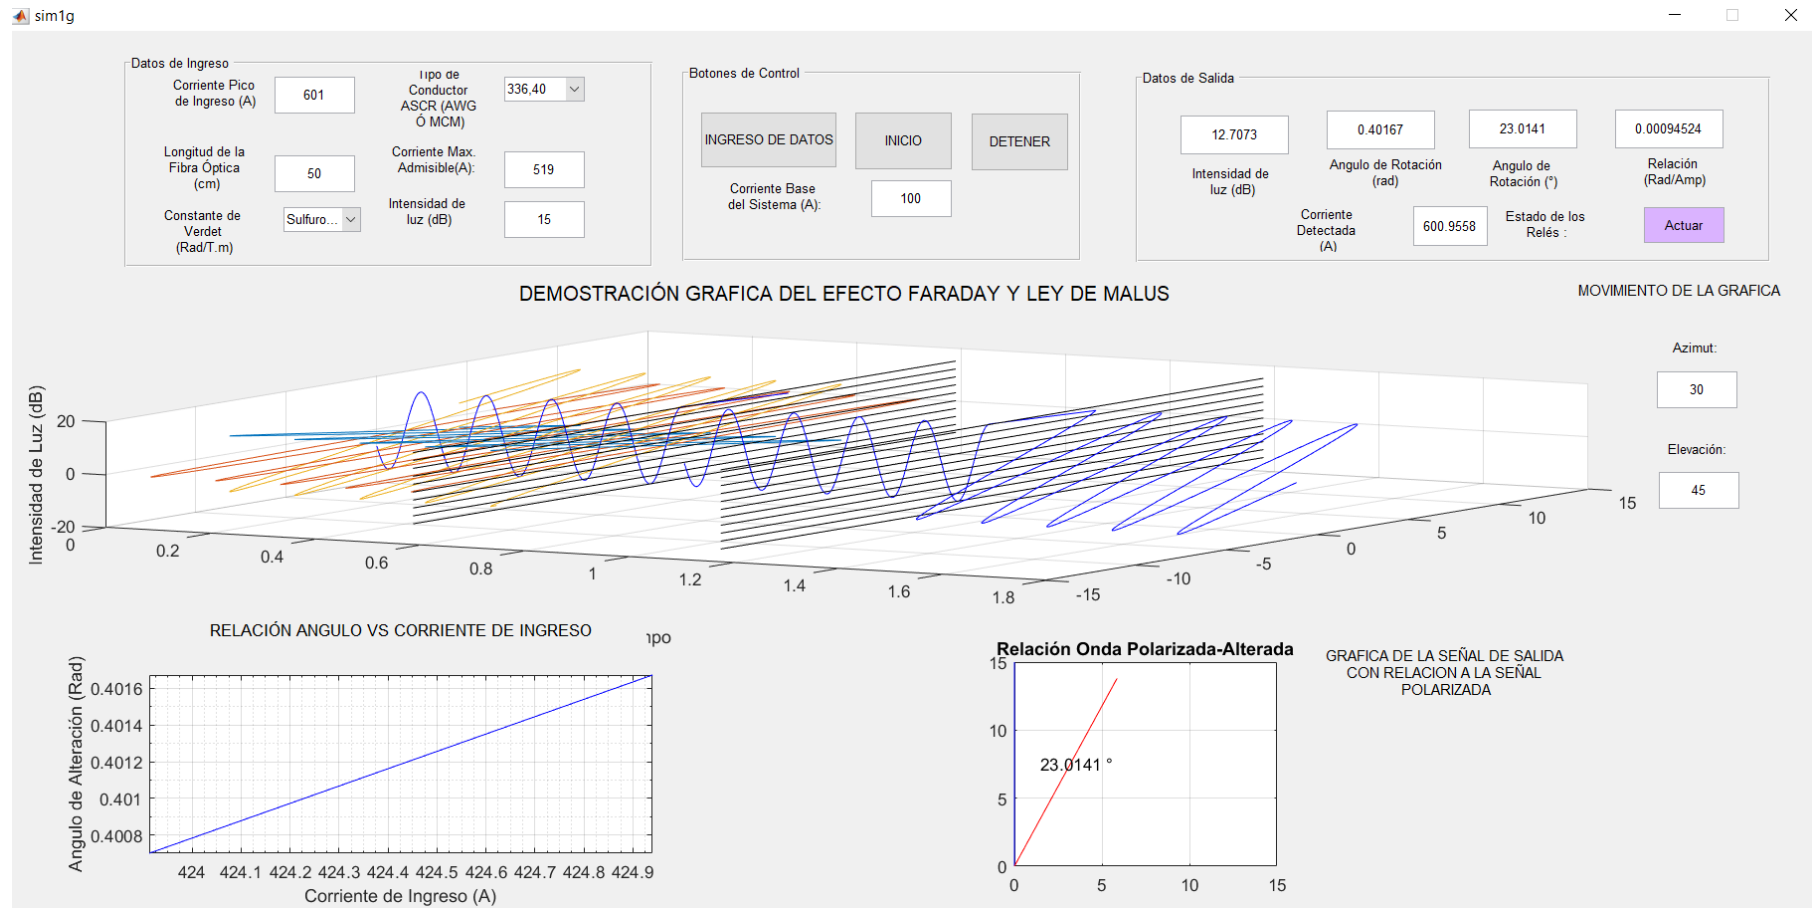 sim1g
Datos de Ingreso
Corriente Pico
de Ingreso (A)
601
Tipo de
Conductor
ASCR (AWG
Ó MCM)
336,40
Longitud de la
Fibra Óptica
(cm)
50
Corriente Max.
Admisible(A):
519
Constante de
Verdet
(Rad/T.m)
Sulfuro...
Intensidad de
luz (dB)
15
Botones de Control
INGRESO DE DATOS
INICIO
DETENER
Corriente Base
del Sistema (A):
100
Datos de Salida
12.7073
0.40167
23.0141
0.00094524
Intensidad de
luz (dB)
Angulo de Rotación
(rad)
Angulo de
Rotación (°)
Relación
(Rad/Amp)
Corriente
Detectada
(A)
600.9558
Estado de los
Relés :
Actuar
DEMOSTRACIÓN GRAFICA DEL EFECTO FARADAY Y LEY DE MALUS
MOVIMIENTO DE LA GRAFICA
Azimut:
30
Elevación:
45
Intensidad de Luz (dB)
20
0
-20
0
0.2
0.4
0.6
0.8
1
1.2
1.4
1.6
1.8
-15
-10
-5
0
5
10
15
RELACIÓN ANGULO VS CORRIENTE DE INGRESO
mpo
Angulo de Alteración (Rad)
0.4016
0.4014
0.4012
0.401
0.4008
424 424.1 424.2 424.3 424.4 424.5 424.6 424.7 424.8 424.9
Corriente de Ingreso (A)
Relación Onda Polarizada-Alterada
15
10
5
0
23.0141 °
0 5 10 15
GRAFICA DE LA SEÑAL DE SALIDA
CON RELACION A LA SEÑAL
POLARIZADA